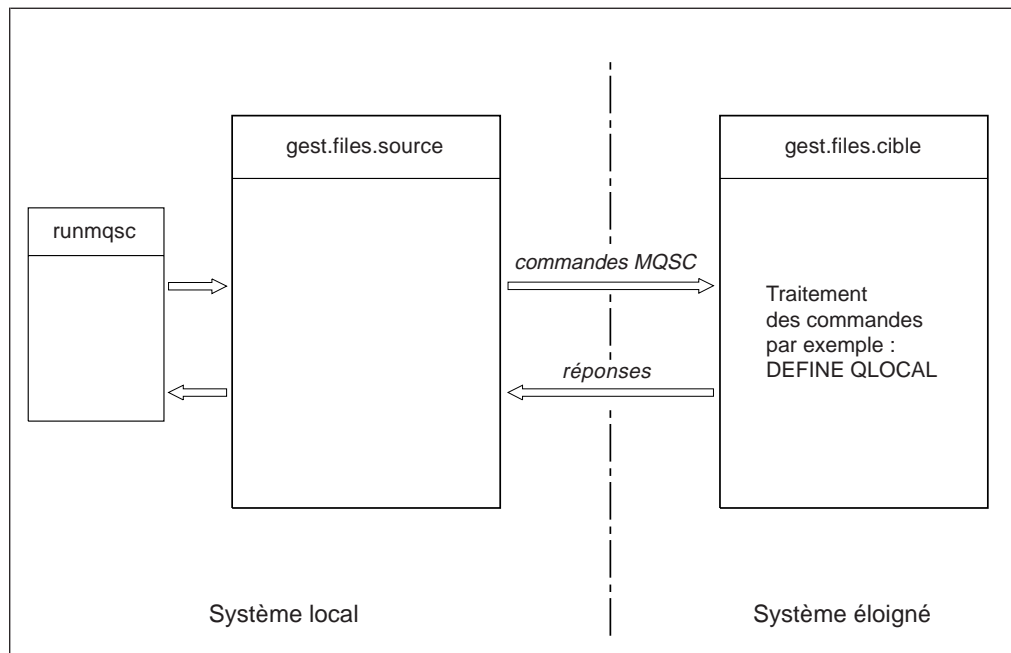 gest.files.source
gest.files.cible
runmqsc
commandes MQSC
Traitement
des commandes
par exemple :
DEFINE QLOCAL
réponses
Système local
Système éloigné